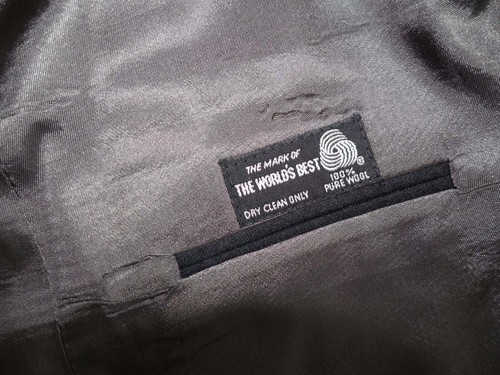 THE MARK OF
THE WORLD'S BEST
DRY CLEAN ONLY
®
100%
PURE WOOL